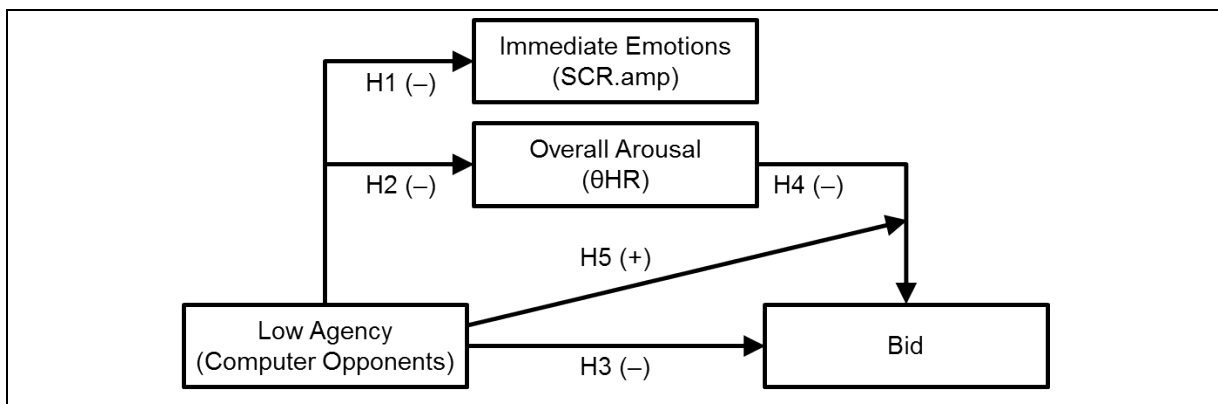 Immediate Emotions
(SCR.amp)
H1 (–)
Overall Arousal
(θHR)
H2 (–)
H4 (–)
H5 (+)
Low Agency
(Computer Opponents)
Bid
H3 (–)